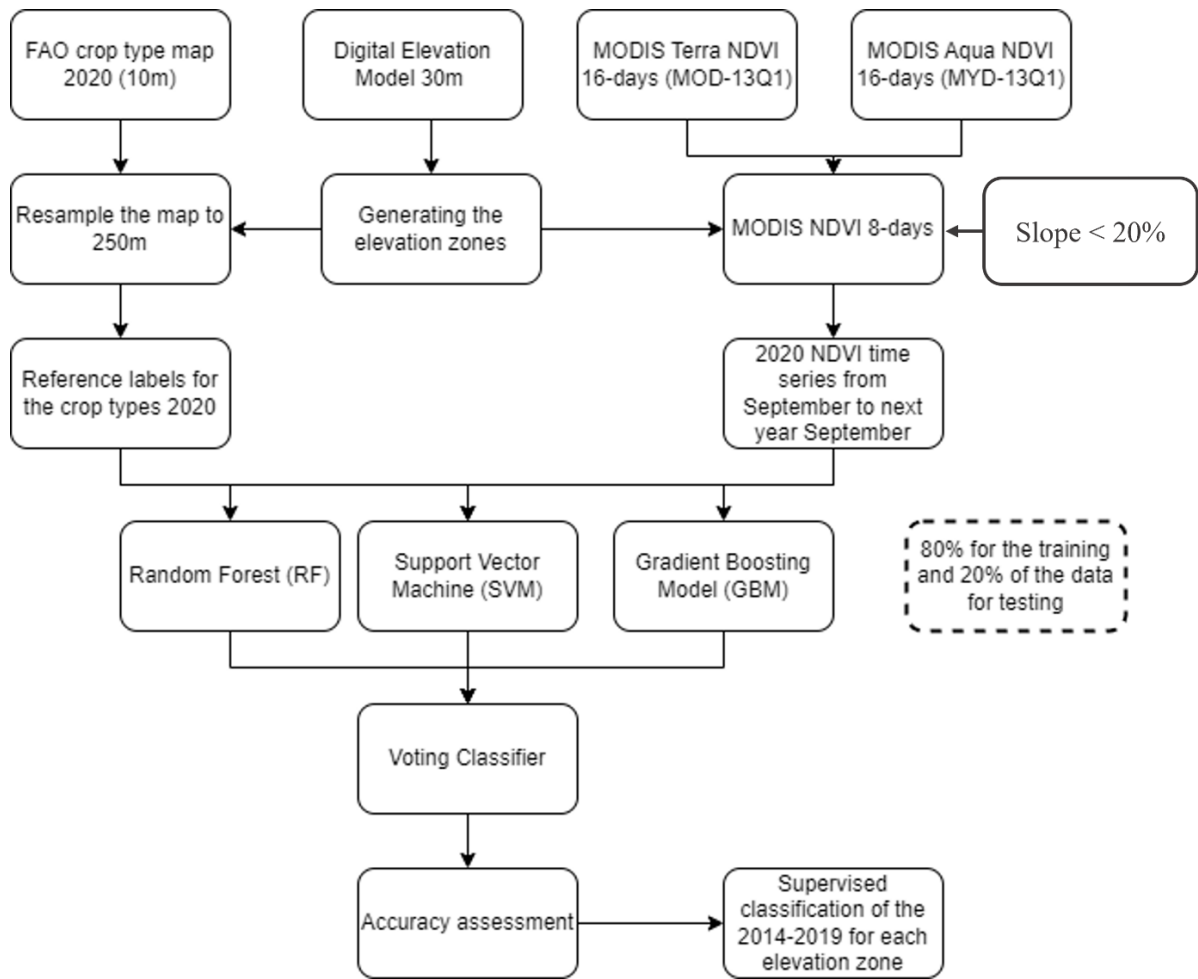 FAO crop type map
2020 (10m)
Digital Elevation
Model 30m
MODIS Terra NDVI
16-days (MOD-13Q1)
MODIS Aqua NDVI
16-days (MYD-13Q1)
Resample the map to
250m
Generating the
elevation zones
MODIS NDVI 8-days
Slope < 20%
Reference labels for
the crop types 2020
2020 NDVI time
series from
September to next
year September
Random Forest (RF)
Support Vector
Machine (SVM)
Gradient Boosting
Model (GBM)
80% for the training
and 20% of the data
for testing
Voting Classifier
Accuracy assessment
Supervised
classification of the
2014-2019 for each
elevation zone